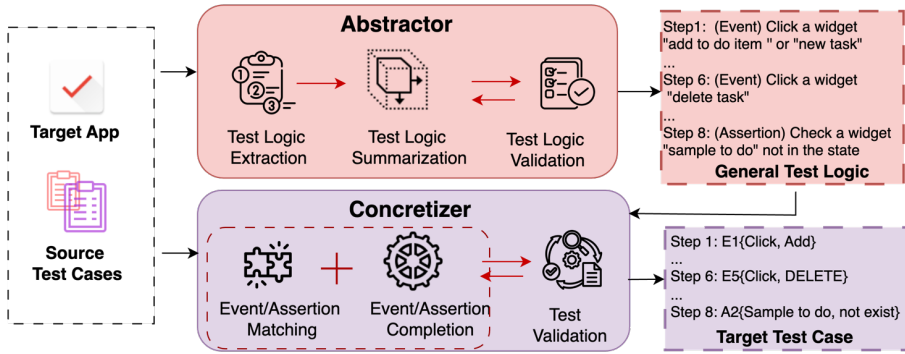 Target App
Source
Test Cases
Abstractor
1
2
3
Test Logic
Extraction
Test Logic
Summarization
Test Logic
Validation
Step1: (Event) Click a widget
"add to do item " or "new task"
...
Step 6: (Event) Click a widget
"delete task"
...
Step 8: (Assertion) Check a widget
"sample to do" not in the state
General Test Logic
Concretizer
Event/Assertion
Matching
+
Event/Assertion
Completion
Test
Validation
Step 1: E1{Click, Add}
...
Step 6: E5{Click, DELETE}
...
Step 8: A2{Sample to do, not exist}
Target Test Case